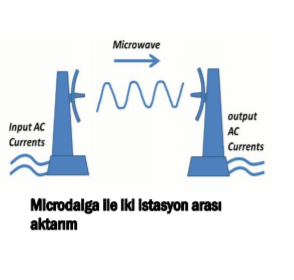 Microwave
Input AC
Currents
output
AC
Currents
Microdalga ile iki istasyon arası
aktarım